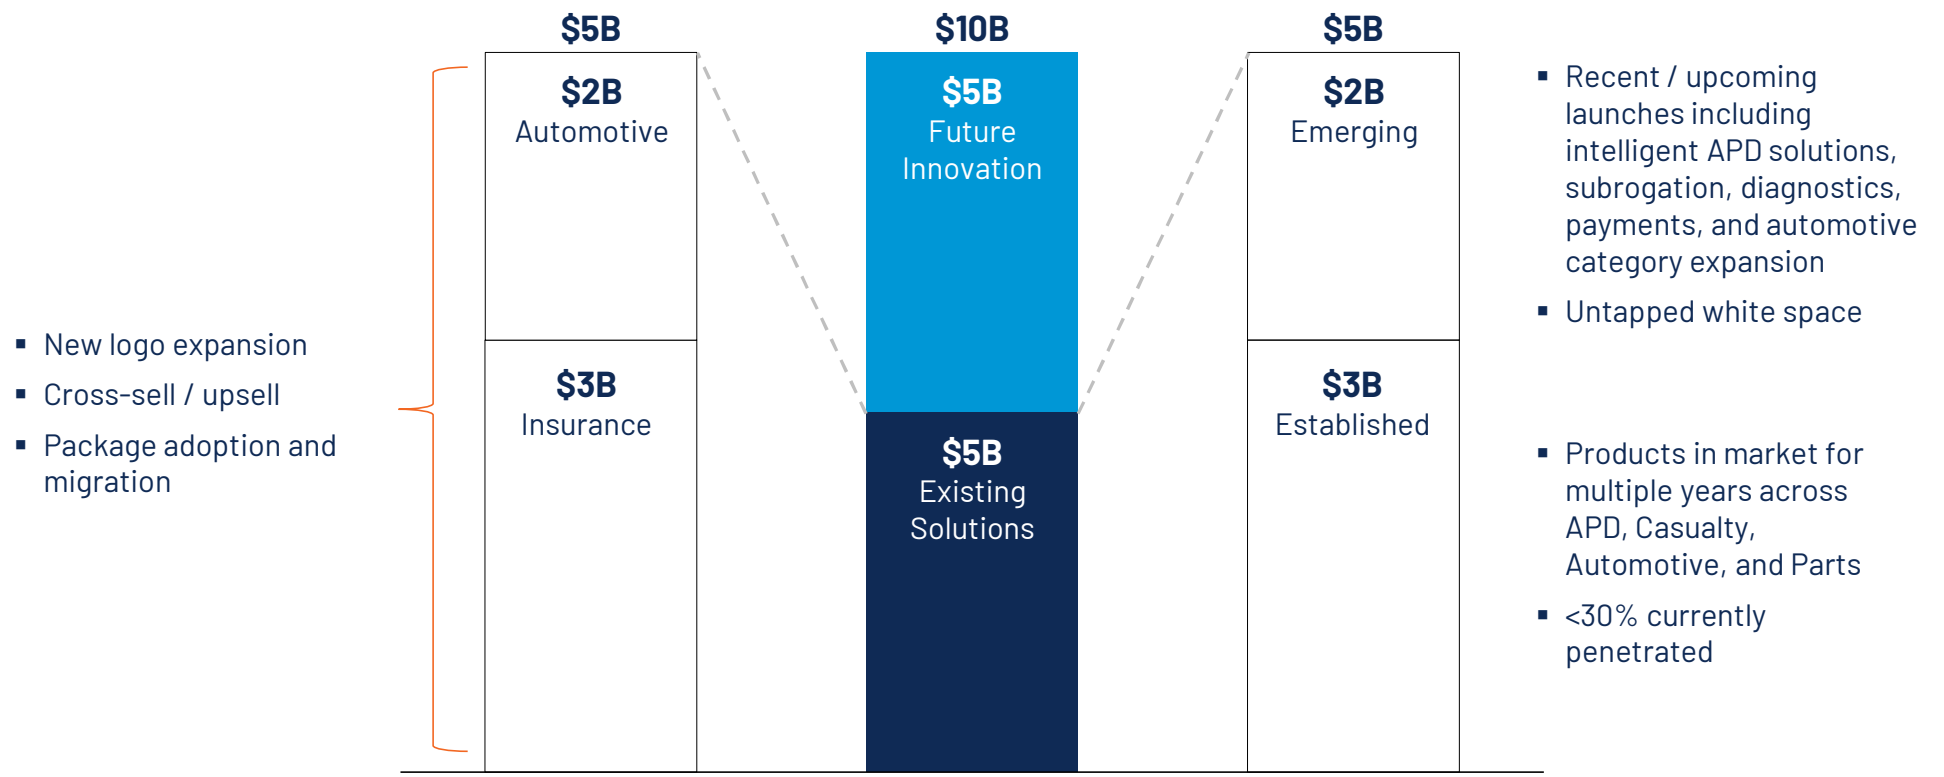 $5B
$2B
Automotive
$3B
Insurance
▪ New logo expansion
▪ Cross-sell / upsell
▪ Package adoption and
migration
$10B
$5B
Future
Innovation
$5B
Existing
Solutions
$5B
$2B
Emerging
$3B
Established
▪ Recent / upcoming
launches including
intelligent APD solutions,
subrogation, diagnostics,
payments, and automotive
category expansion
▪ Untapped white space
▪ Products in market for
multiple years across
APD, Casualty,
Automotive, and Parts
▪ <30% currently
penetrated